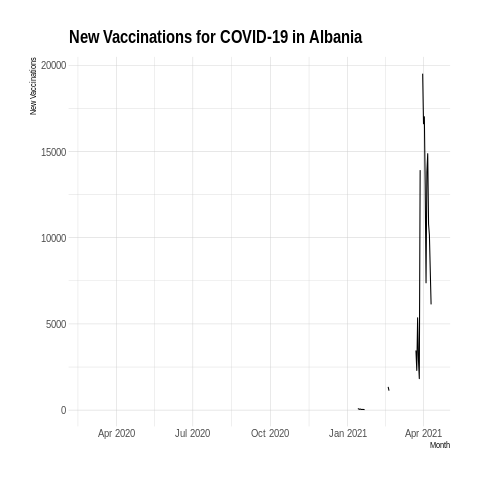 New Vaccinations for COVID-19 in Albania
New Vaccinations
20000
15000
10000
5000
0
Apr 2020 Jul 2020 Oct 2020 Jan 2021 Apr 2021
Month